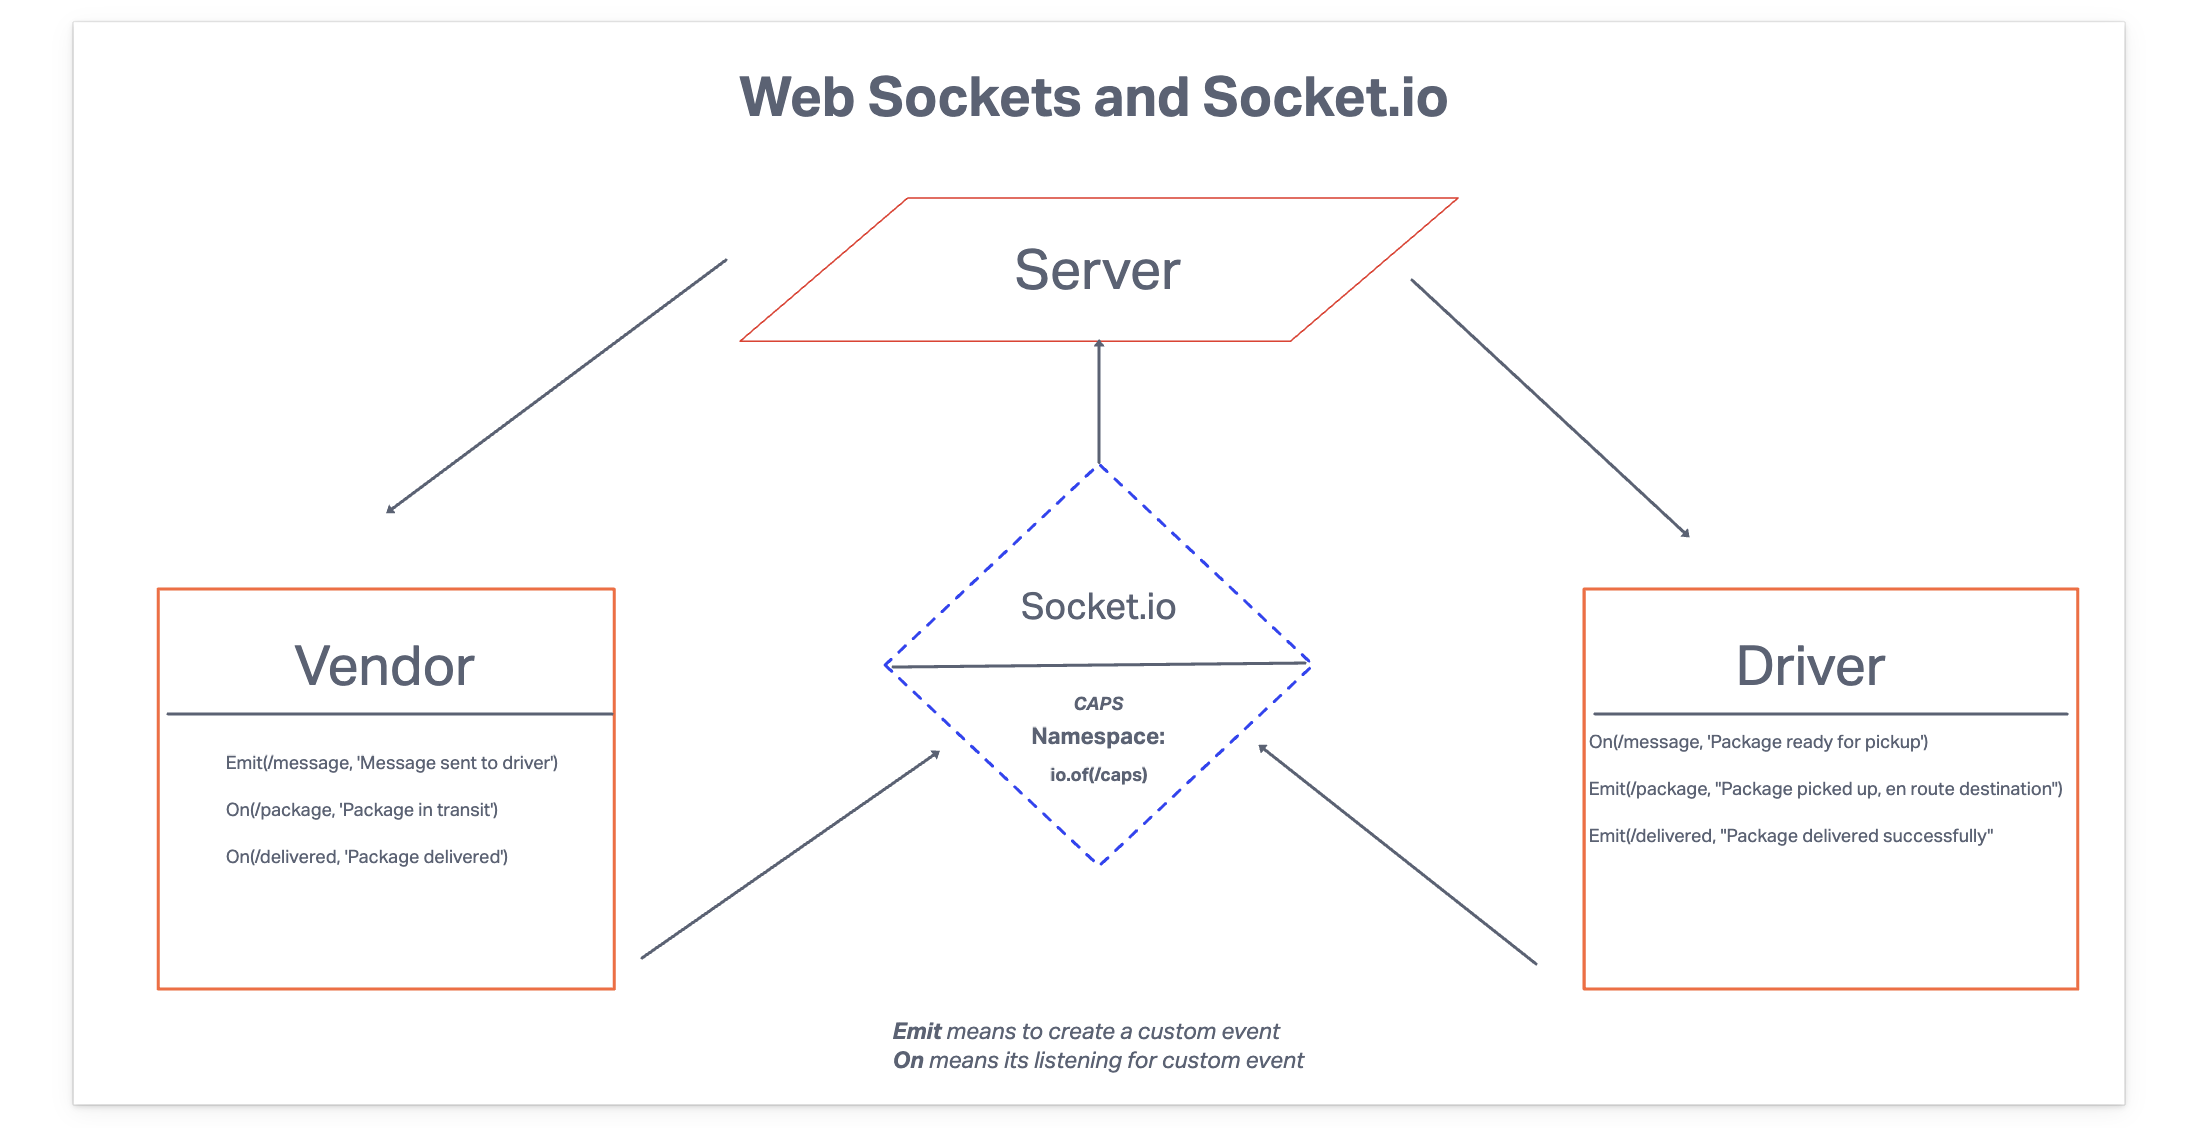 Web Sockets and Socket.io
Server
Socket.io
CAPS
Namespace:
io.of(/caps)
Vendor
Emit(/message, 'Message sent to driver')
On(/package, 'Package in transit')
On(/delivered, 'Package delivered')
Driver
On(/message, 'Package ready for pickup')
Emit(/package, "Package picked up, en route destination")
Emit(/delivered, "Package delivered successfully"
Emit means to create a custom event
On means its listening for custom event